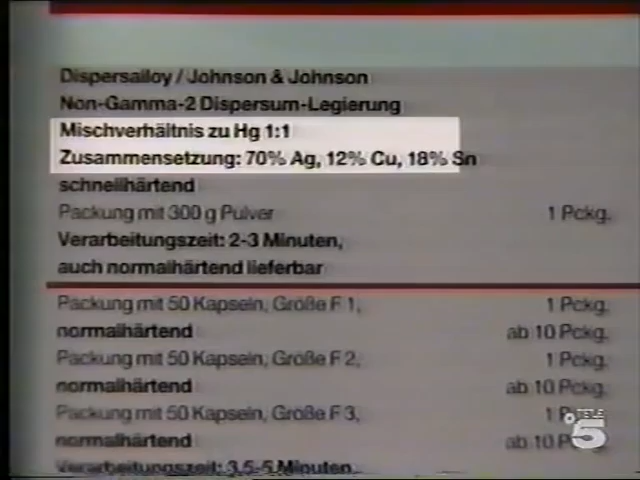 Dispersalloy / Johnson & Johnson
Non-Gamma-2 Dispersum-Legierung
Mischverhältnis zu Hg 1:1
Zusammensetzung: 70% Ag, 12% Cu, 18% Sn
schnellhärtend
Packung mit 300 g Pulver 1 Pckg.
Verarbeitungszeit: 2-3 Minuten,
auch normalhärtend lieferbar
Packung mit 50 Kapseln, Größe F 1, 1 Pckg.
normalhärtend ab 10 Pckg.
Packung mit 50 Kapseln, Größe F 2, 1 Pckg.
normalhärtend ab 10 Pckg.
Packung mit 50 Kapseln, Größe F 3, 1
normalhärtend ab 10
Verarbeitungszeit: 3,5-5 Minuten,
TELE
5